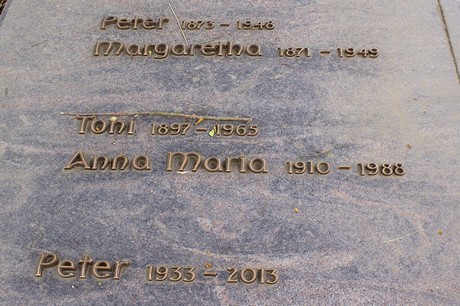 Peter 1873 - 1948
Margaretha 1871 - 1949
Toni 1897 - 1965
Anna Maria 1910 - 1988
Peter 1933 - 2013